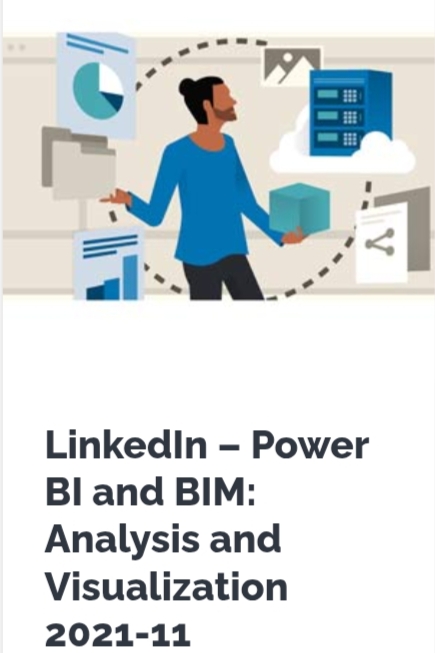 LinkedIn – Power
BI and BIM:
Analysis and
Visualization
2021-11